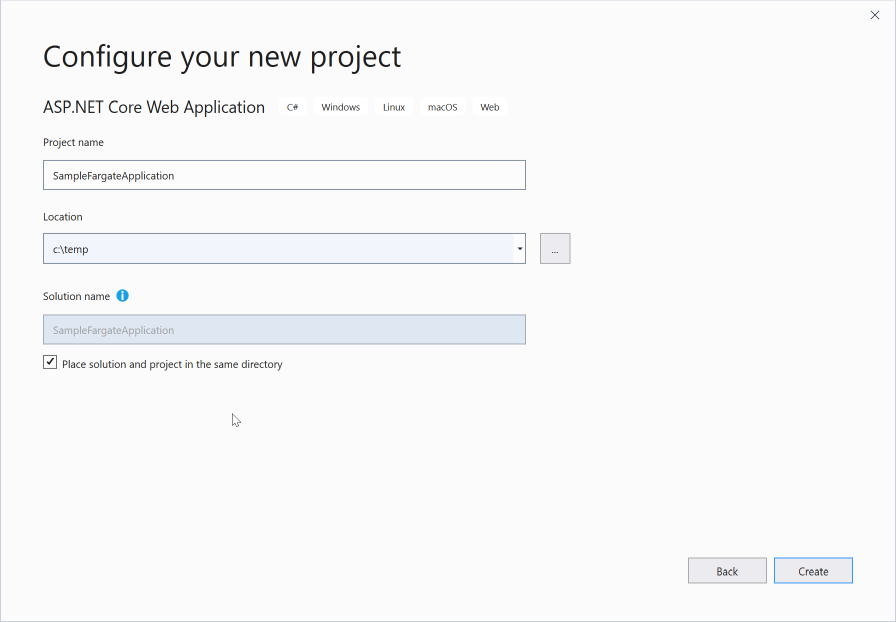 Configure your new project
ASP.NET Core Web Application C# Windows Linux macOS Web
Project name
SampleFargateApplication
Location
c:\temp
...
Solution name
SampleFargateApplication
Place solution and project in the same directory
Back Create